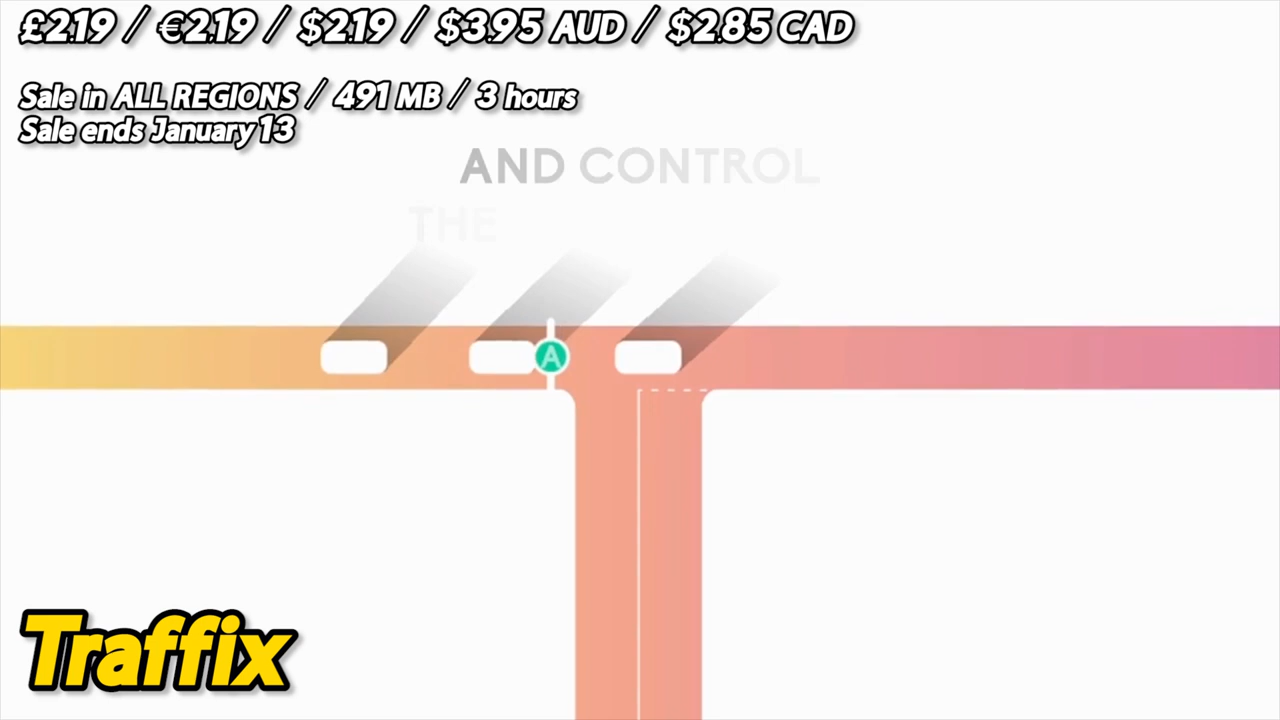 £2.19 / €2,19 / $2.19 / $3.95 AUD / $2.85 CAD
Sale in ALL REGIONS / 491 MB / 3 hours
Sale ends January 13
AND CONTROL
THE
A
Traffix